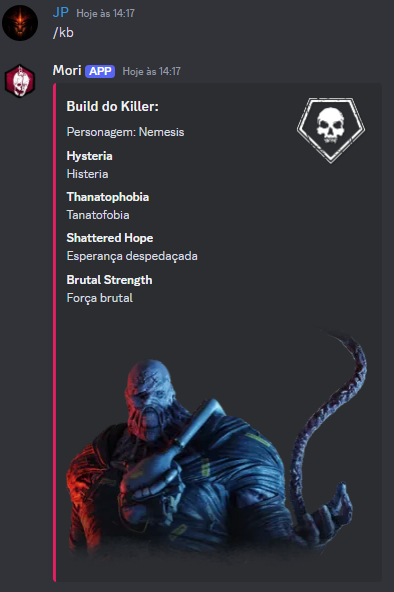 JP Hoje às 14:17
/kb
Mori APP Hoje às 14:17
Build do Killer:
Personagem: Nemesis
Hysteria
Histeria
Thanatophobia
Tanatofobia
Shattered Hope
Esperança despedaçada
Brutal Strength
Força brutal